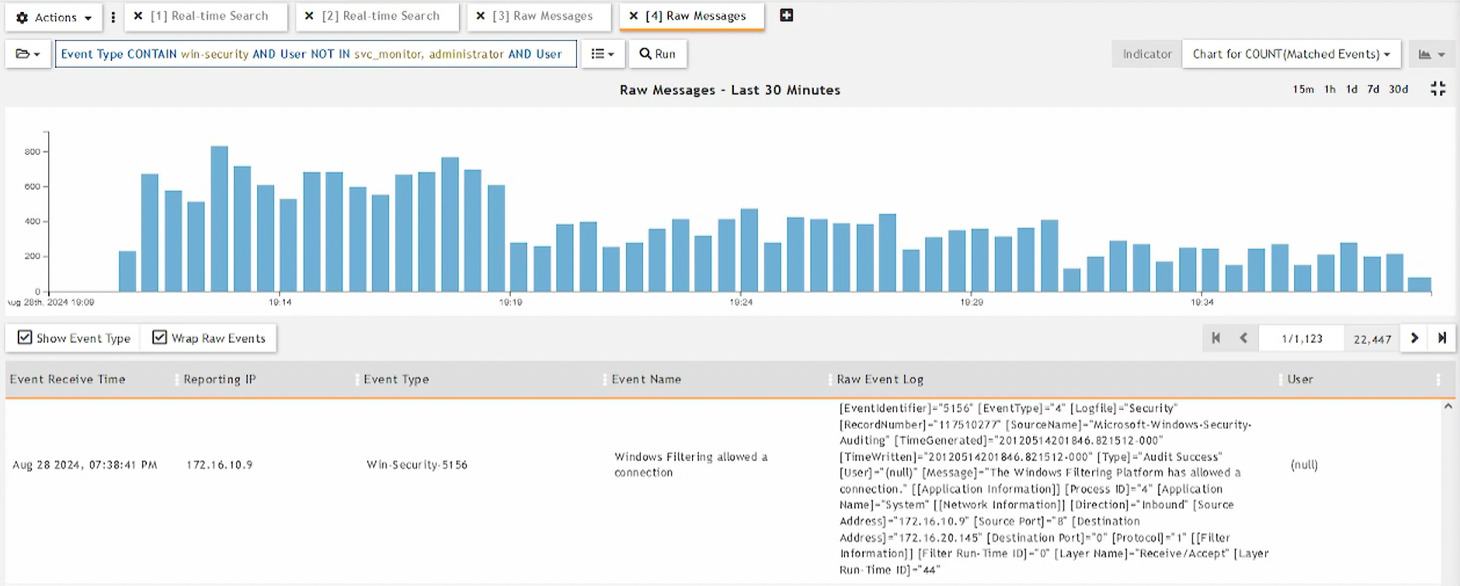 Actions
[1] Real-time Search
[2] Real-time Search
[3] Raw Messages
[4] Raw Messages
Event Type CONTAIN win-security AND User NOT IN svc_monitor, administrator AND User
Run
Indicator
Chart for COUNT(Matched Events)
Raw Messages - Last 30 Minutes
15m 1h 1d 7d 30d
800
600
400
200
0
Aug 28th, 2024 19:09
19:14
19:19
19:24
19:29
19:34
Show Event Type
Wrap Raw Events
1/1,123
22,447
Event Receive Time
Reporting IP
Event Type
Event Name
Raw Event Log
User
Aug 28 2024, 07:38:41 PM
172.16.10.9
Win-Security-5156
Windows Filtering allowed a
connection
[EventIdentifier]="5156" [EventType]="4" [Logfile]="Security"
[RecordNumber]="117510277" [SourceName]="Microsoft-Windows-Security-
Auditing" [TimeGenerated]="20120514201846.821512-000"
[TimeWritten]="20120514201846.821512-000" [Type]="Audit Success"
[User]="(null)" [Message]="The Windows Filtering Platform has allowed a
connection." [[Application Information]] [Process ID]="4" [Application
Name]="System" [[Network Information]] [Direction]="Inbound" [Source
Address]="172.16.10.9" [Source Port]="8" [Destination
Address]="172.16.20.145" [Destination Port]="0" [Protocol]="1" [[Filter
Information]] [Filter Run-Time ID]="0" [Layer Name]="Receive/Accept" [Layer
Run-Time ID]="44"
(null)